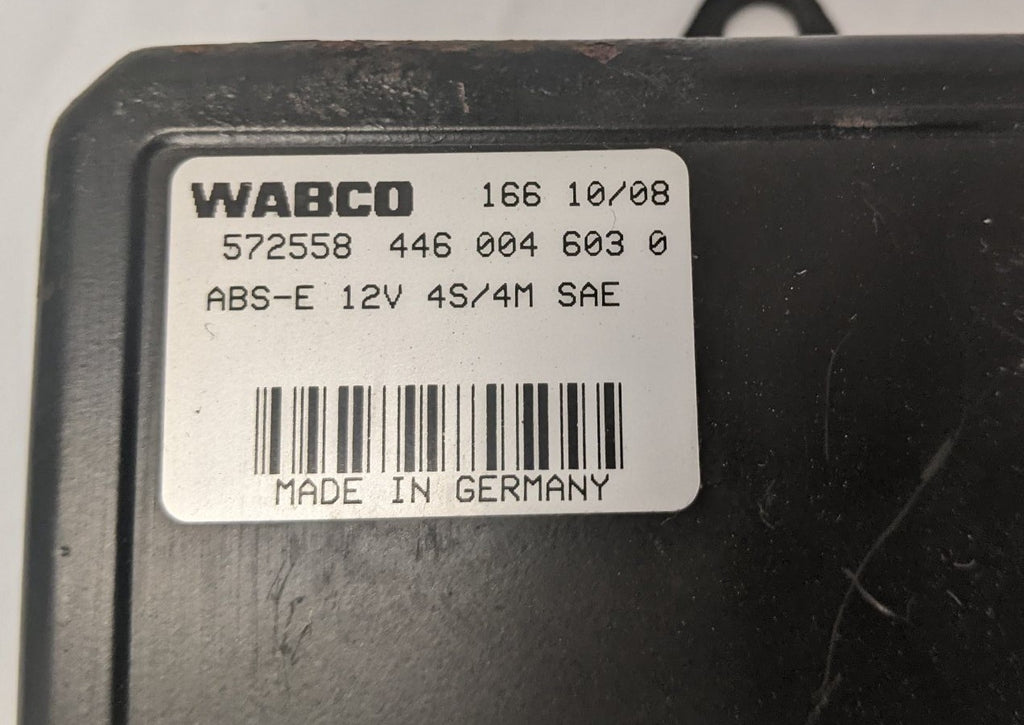 WABCO 166 10/08
572558 446 004 603 0
ABS-E 12V 4S/4M SAE
MADE IN GERMANY